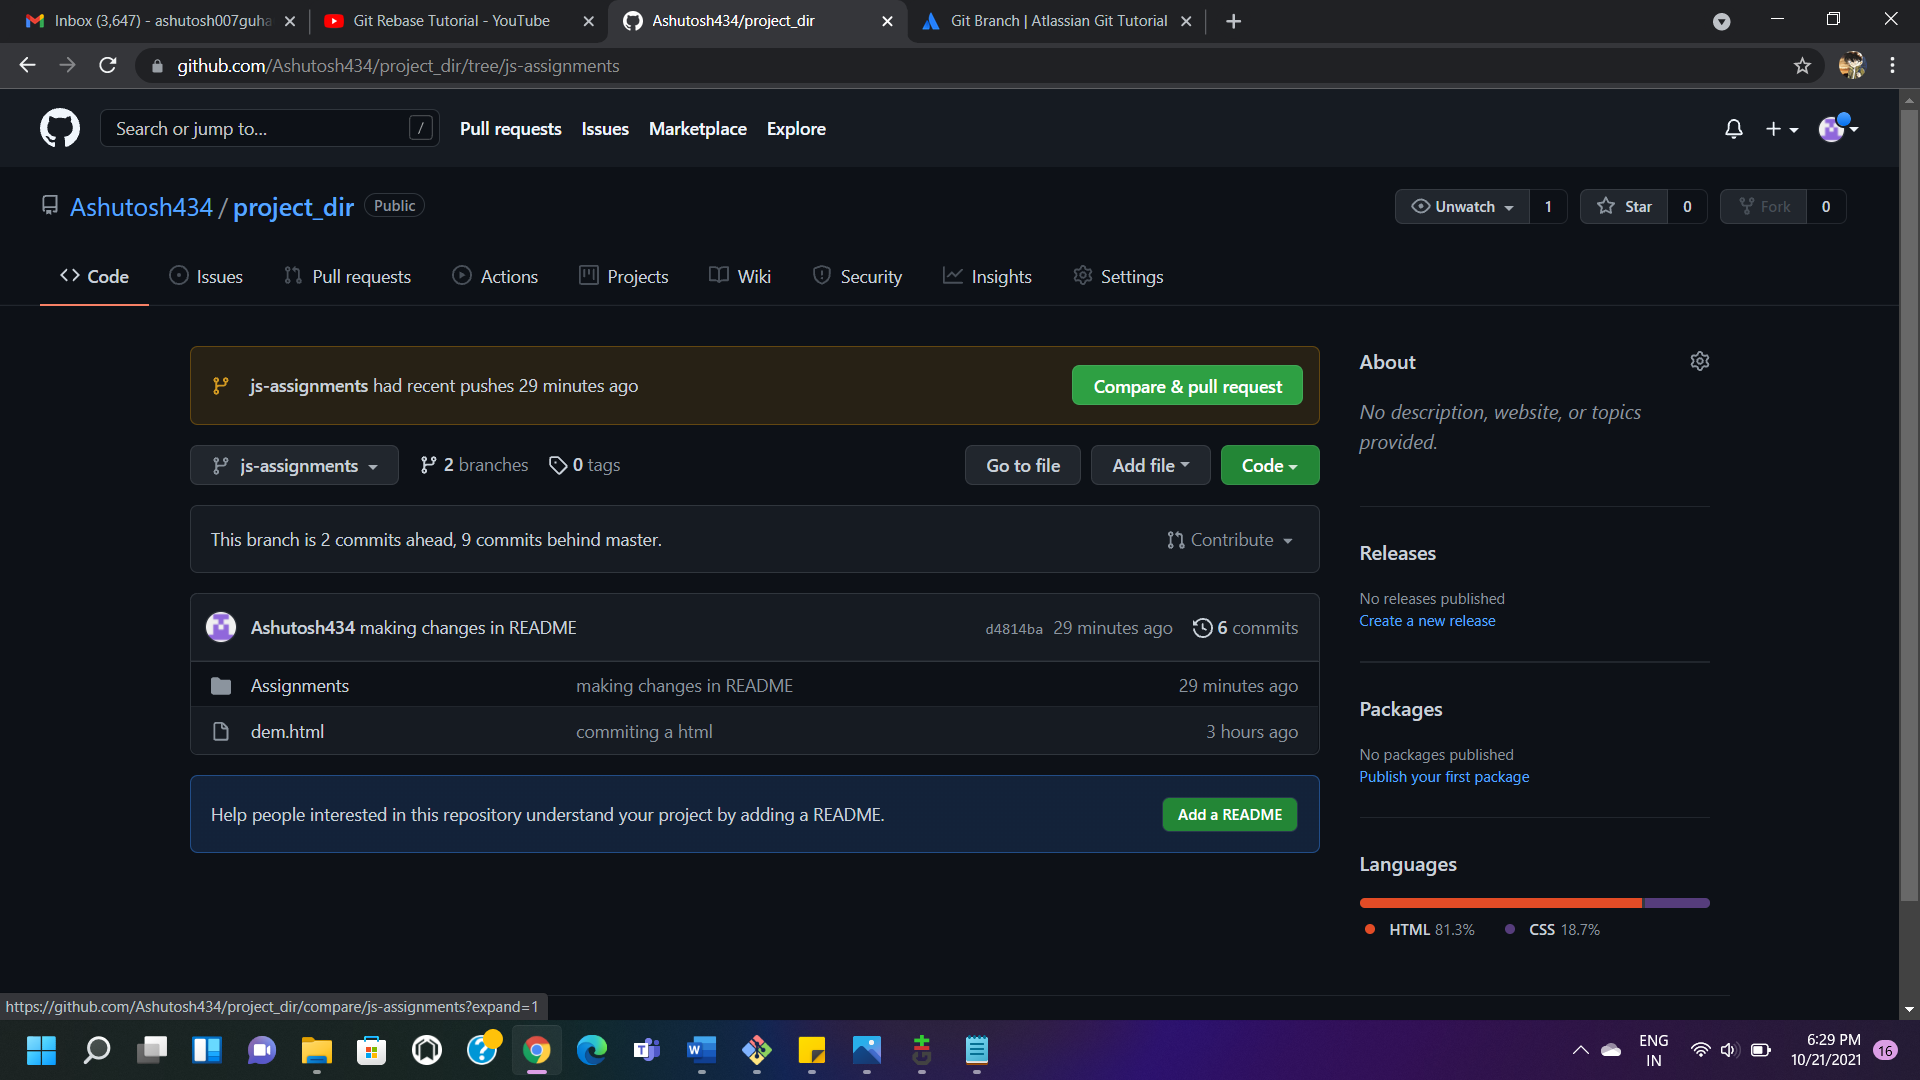 Inbox (3,647) - ashutosh007guha
Git Rebase Tutorial - YouTube
Ashutosh434/project_dir
Git Branch | Atlassian Git Tutorial
github.com/Ashutosh434/project_dir/tree/js-assignments
Search or jump to...
/
Pull requests
Issues
Marketplace
Explore
Ashutosh434 / project_dir
Public
Unwatch
1
Star
0
Fork
0
Code
Issues
Pull requests
Actions
Projects
Wiki
Security
Insights
Settings
js-assignments had recent pushes 29 minutes ago
Compare & pull request
js-assignments
2 branches
0 tags
Go to file
Add file
Code
This branch is 2 commits ahead, 9 commits behind master.
Contribute
Ashutosh434 making changes in README
d4814ba
29 minutes ago
6 commits
Assignments
making changes in README
29 minutes ago
dem.html
commiting a html
3 hours ago
Help people interested in this repository understand your project by adding a README.
Add a README
About
No description, website, or topics
provided.
Releases
No releases published
Create a new release
Packages
No packages published
Publish your first package
Languages
HTML 81.3%
CSS 18.7%
https://github.com/Ashutosh434/project_dir/compare/js-assignments?expand=1
ENG
IN
6:29 PM
10/21/2021
16